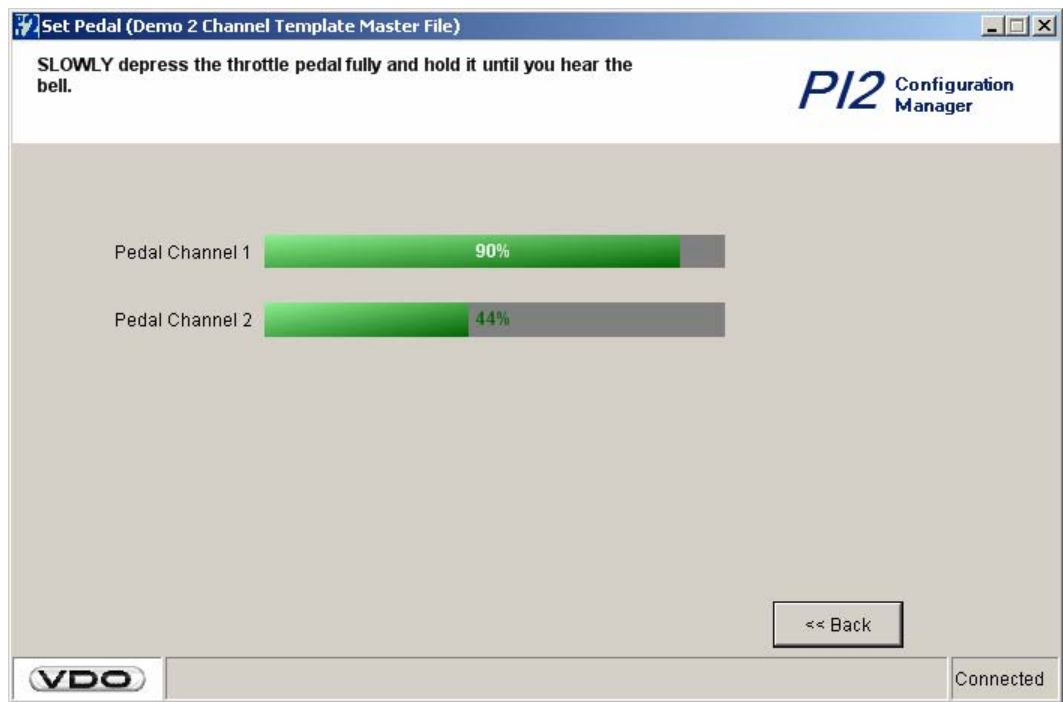 Set Pedal (Demo 2 Channel Template Master File)
SLOWLY depress the throttle pedal fully and hold it until you hear the
bell.
PI2 Configuration
Manager
Pedal Channel 1 90%
Pedal Channel 2 44%
<< Back
VDO
Connected